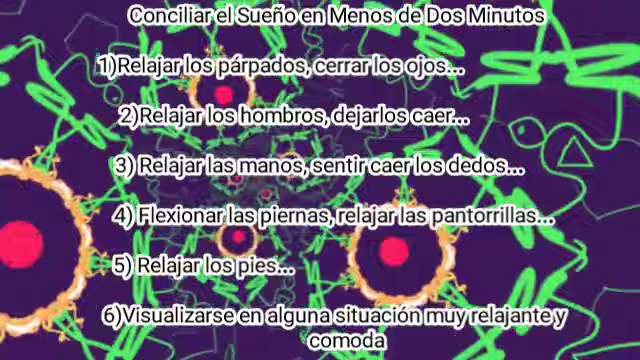 Conciliar el Sueño en Menos de Dos Minutos
1)Relajar los párpados, cerrar los ojos...
2)Relajar los hombros, dejarlos caer...
3) Relajar las manos, sentir caer los dedos...
4) Flexionar las piernas, relajar las pantorrillas...
5) Relajar los pies...
6)Visualizarse en alguna situación muy relajante y
comoda